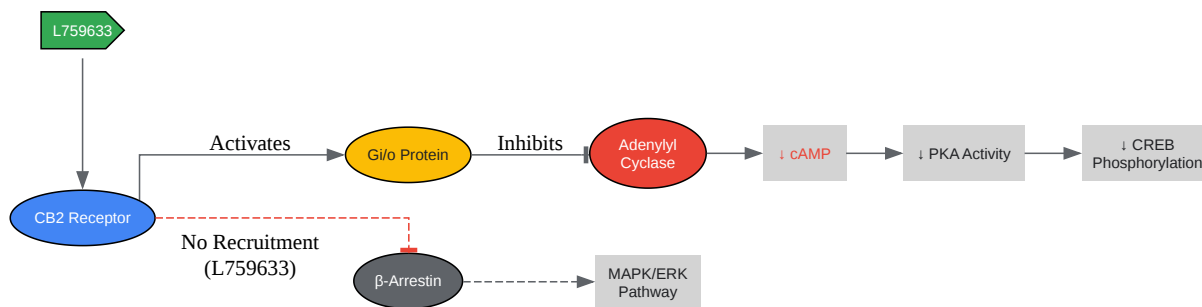 L759633
Activates
Gi/o Protein
Inhibits
Adenylyl
Cyclase
↓ cAMP
↓ PKA Activity
↓ CREB
Phosphorylation
CB2 Receptor
No Recruitment
(L759633)
β-Arrestin
MAPK/ERK
Pathway